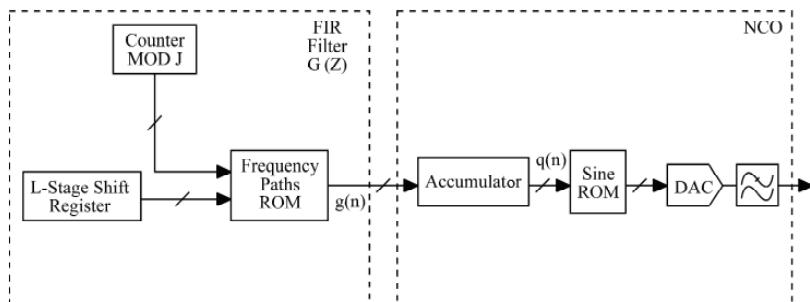 Counter
MOD J
FIR
Filter
G (Z)
NCO
L-Stage Shift
Register
Frequency
Paths
ROM
g(n)
Accumulator
q(n)
Sine
ROM
DAC